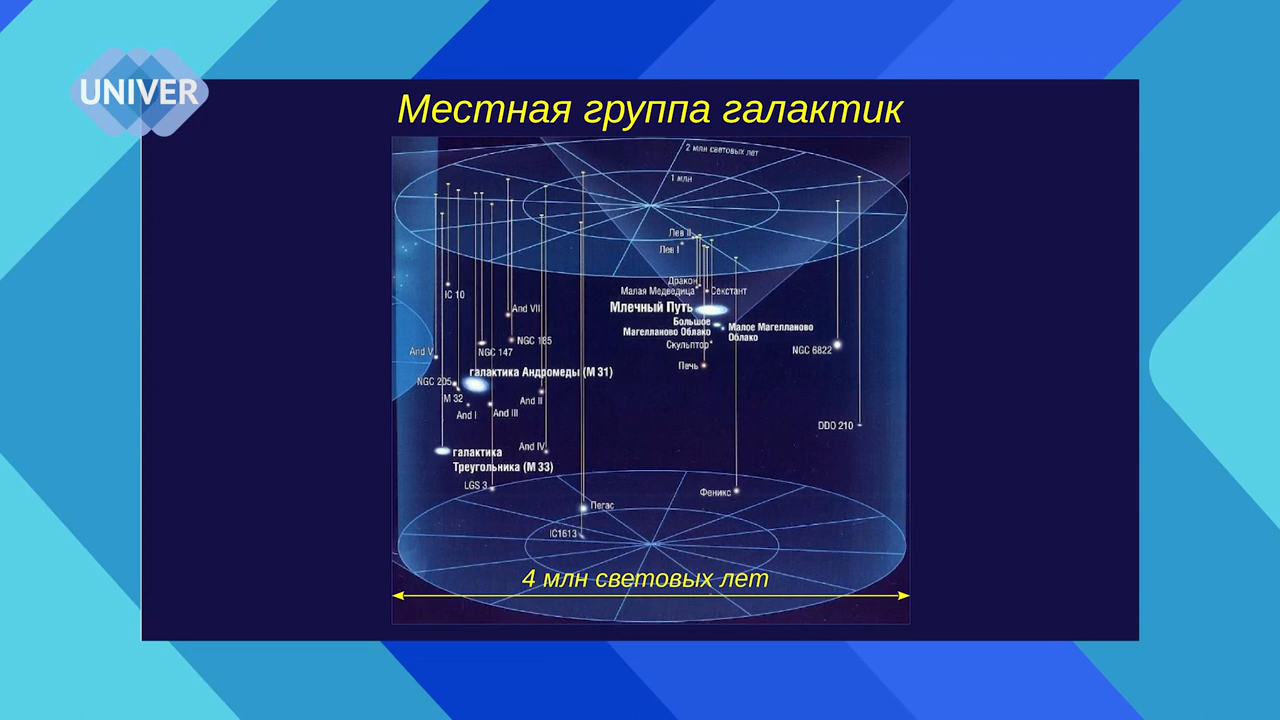 UNIVER
Местная группа галактик
2 млн световых лет
1 млн
Лев II
Лев I
Дракон
Малая Медведица
Секстант
IC 10
Млечный Путь
And VII
Большое
Магелланово Облако
Малое Магелланово
Облако
NGC 185
Скульптор
NGC 6822
And V
NGC 147
Печь
галактика Андромеды (М 31)
NGC 205
М 32
And II
And I
And III
DDO 210
And IV
галактика
Треугольника (М 33)
LGS 3
Феникс
Пегас
IC1613
4 млн световых лет